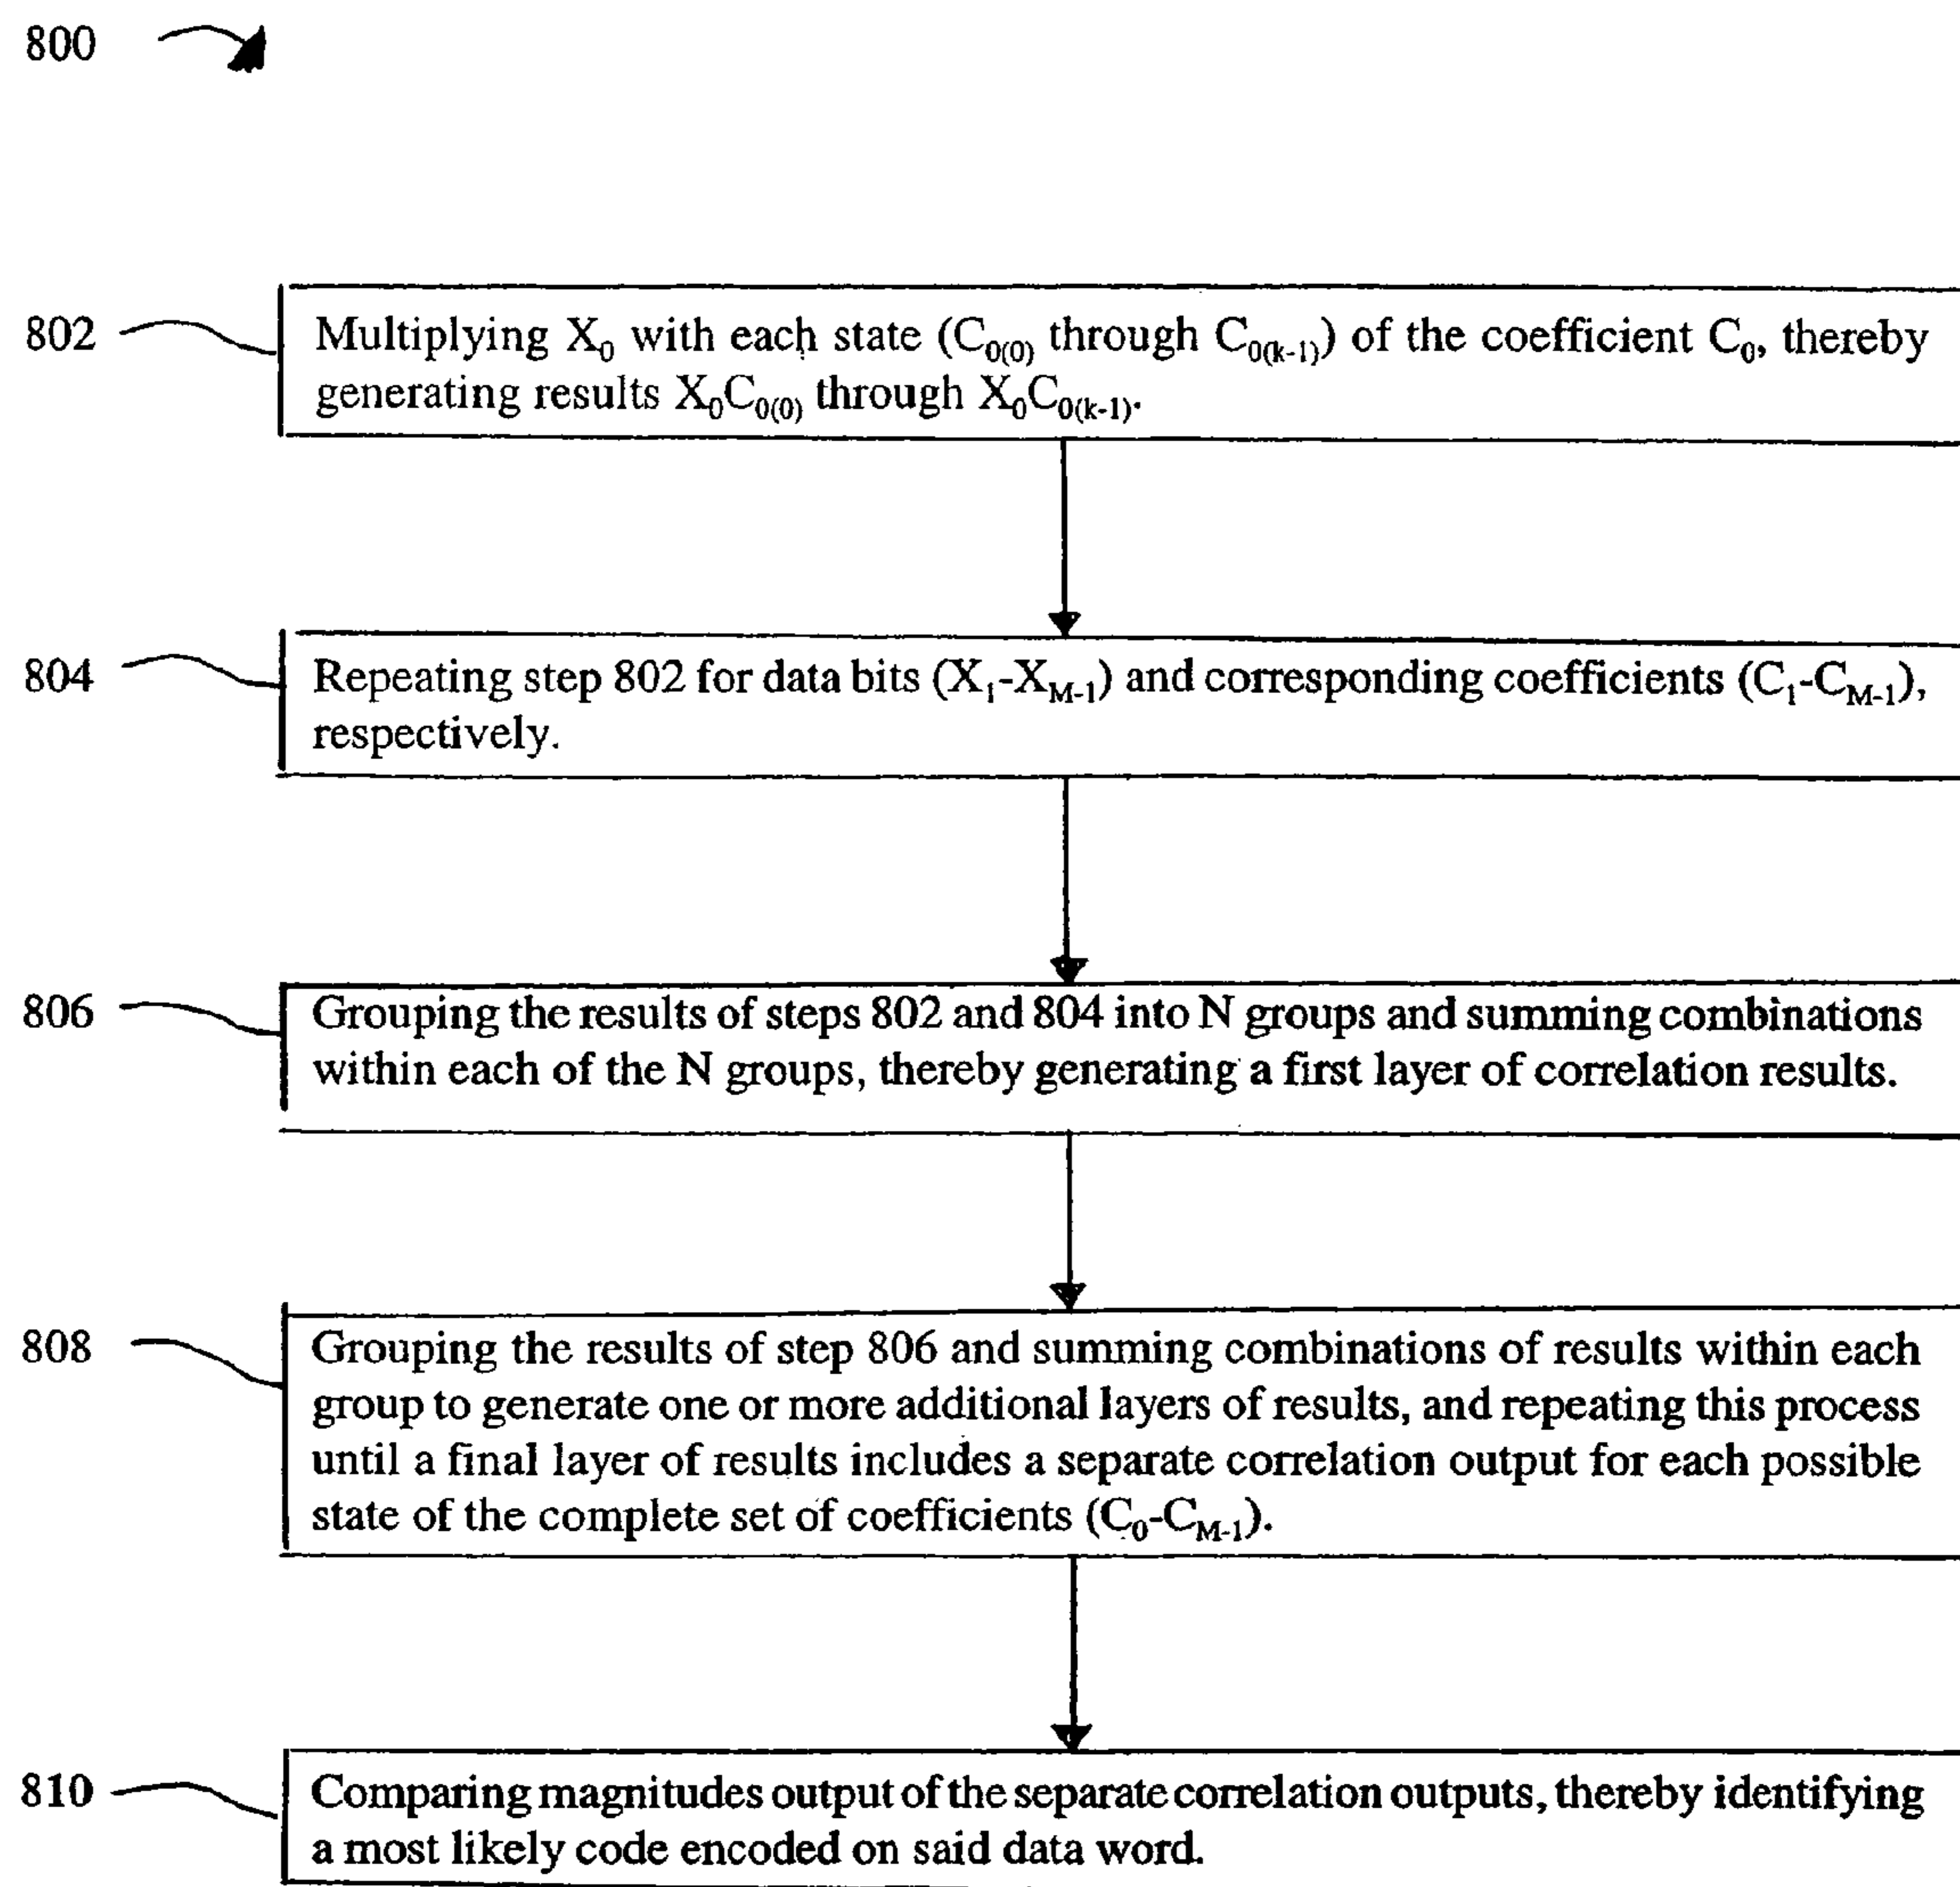 800
802
Multiplying X₀ with each state (C₀₍₀₎ through C₀₍ₖ₋₁₎) of the coefficient C₀, thereby
generating results X₀C₀₍₀₎ through X₀C₀₍ₖ₋₁₎.
804
Repeating step 802 for data bits (X₁-X_M-1) and corresponding coefficients (C₁-C_M-1),
respectively.
806
Grouping the results of steps 802 and 804 into N groups and summing combinations
within each of the N groups, thereby generating a first layer of correlation results.
808
Grouping the results of step 806 and summing combinations of results within each
group to generate one or more additional layers of results, and repeating this process
until a final layer of results includes a separate correlation output for each possible
state of the complete set of coefficients (C₀-C_M-1).
810
Comparing magnitudes output of the separate correlation outputs, thereby identifying
a most likely code encoded on said data word.